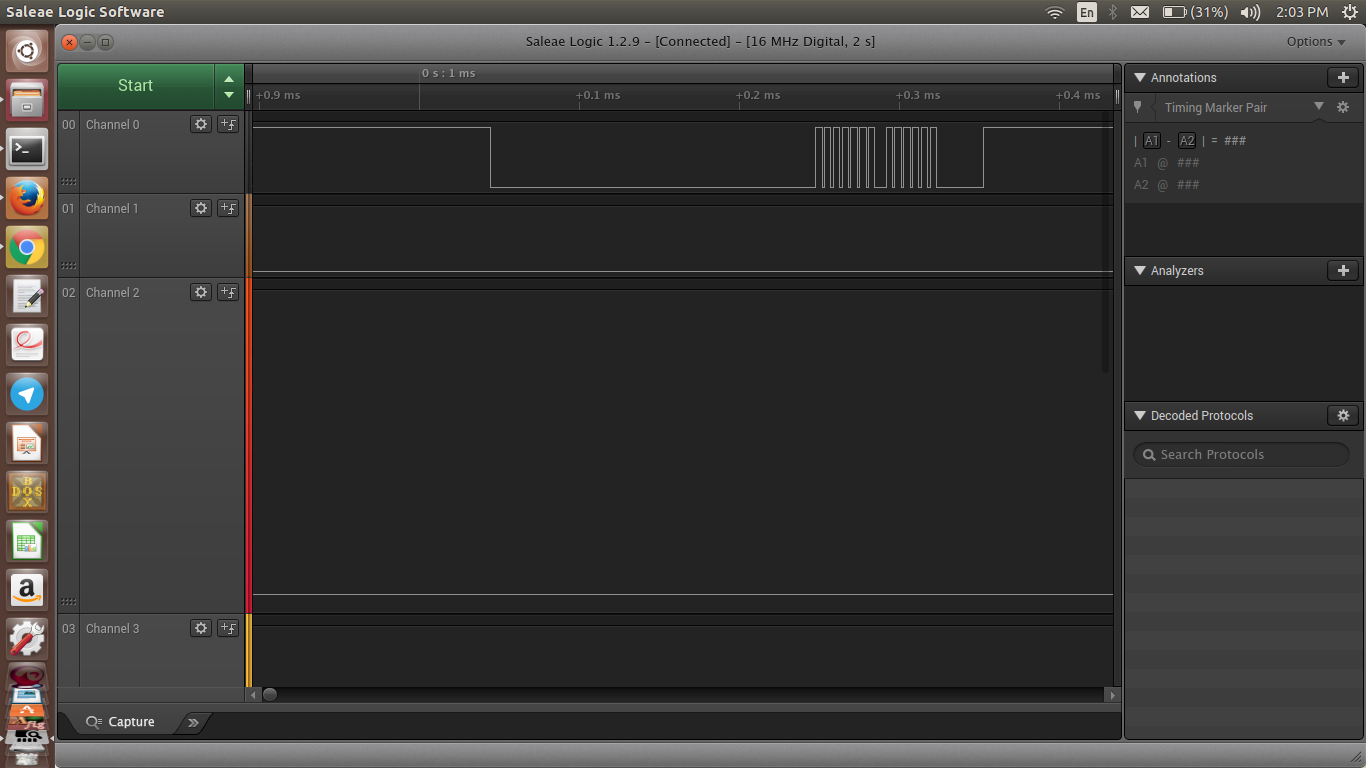 Saleae Logic Software
En
(31%)
2:03 PM
Saleae Logic 1.2.9 - [Connected] - [16 MHz Digital, 2 s]
Options
Start
0 s : 1 ms
+0.9 ms
+0.1 ms
+0.2 ms
+0.3 ms
+0.4 ms
00 Channel 0
01 Channel 1
02 Channel 2
03 Channel 3
Annotations
Timing Marker Pair
| A1 - A2 | = ###
A1 @ ###
A2 @ ###
Analyzers
Decoded Protocols
Search Protocols
Capture
B
DOS
X
a